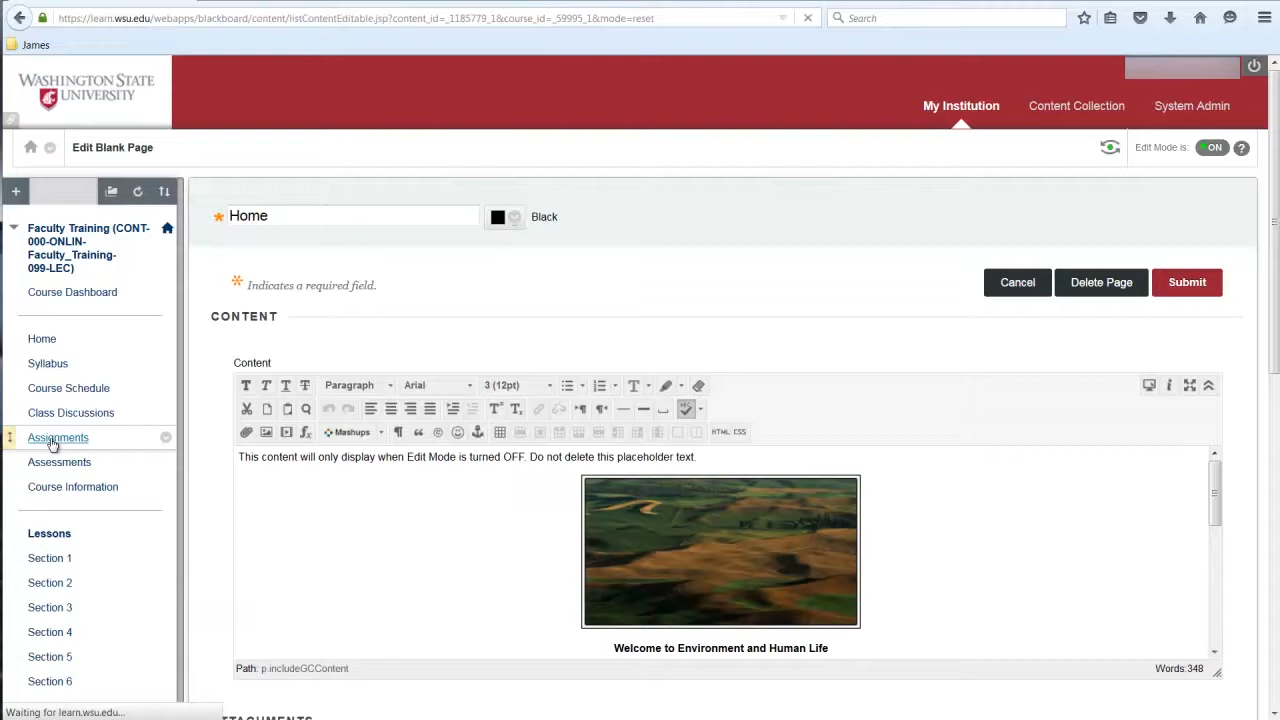 https://learn.wsu.edu/webapps/blackboard/content/listContentEditable.jsp?content_id=_1185779_1&course_id=_59995_1&mode=reset
Search
James
WASHINGTON STATE
UNIVERSITY
My Institution
Content Collection
System Admin
Edit Blank Page
Edit Mode is:
ON
?
Home
Black
Faculty Training (CONT-
000-ONLIN-
Faculty_Training-
099-LEC)
Course Dashboard
Home
Syllabus
Course Schedule
Class Discussions
Assignments
Assessments
Course Information
Lessons
Section 1
Section 2
Section 3
Section 4
Section 5
Section 6
Waiting for learn.wsu.edu...
Indicates a required field.
Cancel
Delete Page
Submit
CONTENT
Content
T T T T Paragraph Arial 3 (12pt)
Mashups
HTML CSS
This content will only display when Edit Mode is turned OFF. Do not delete this placeholder text.
Welcome to Environment and Human Life
Path: p.includeGCContent
Words:348